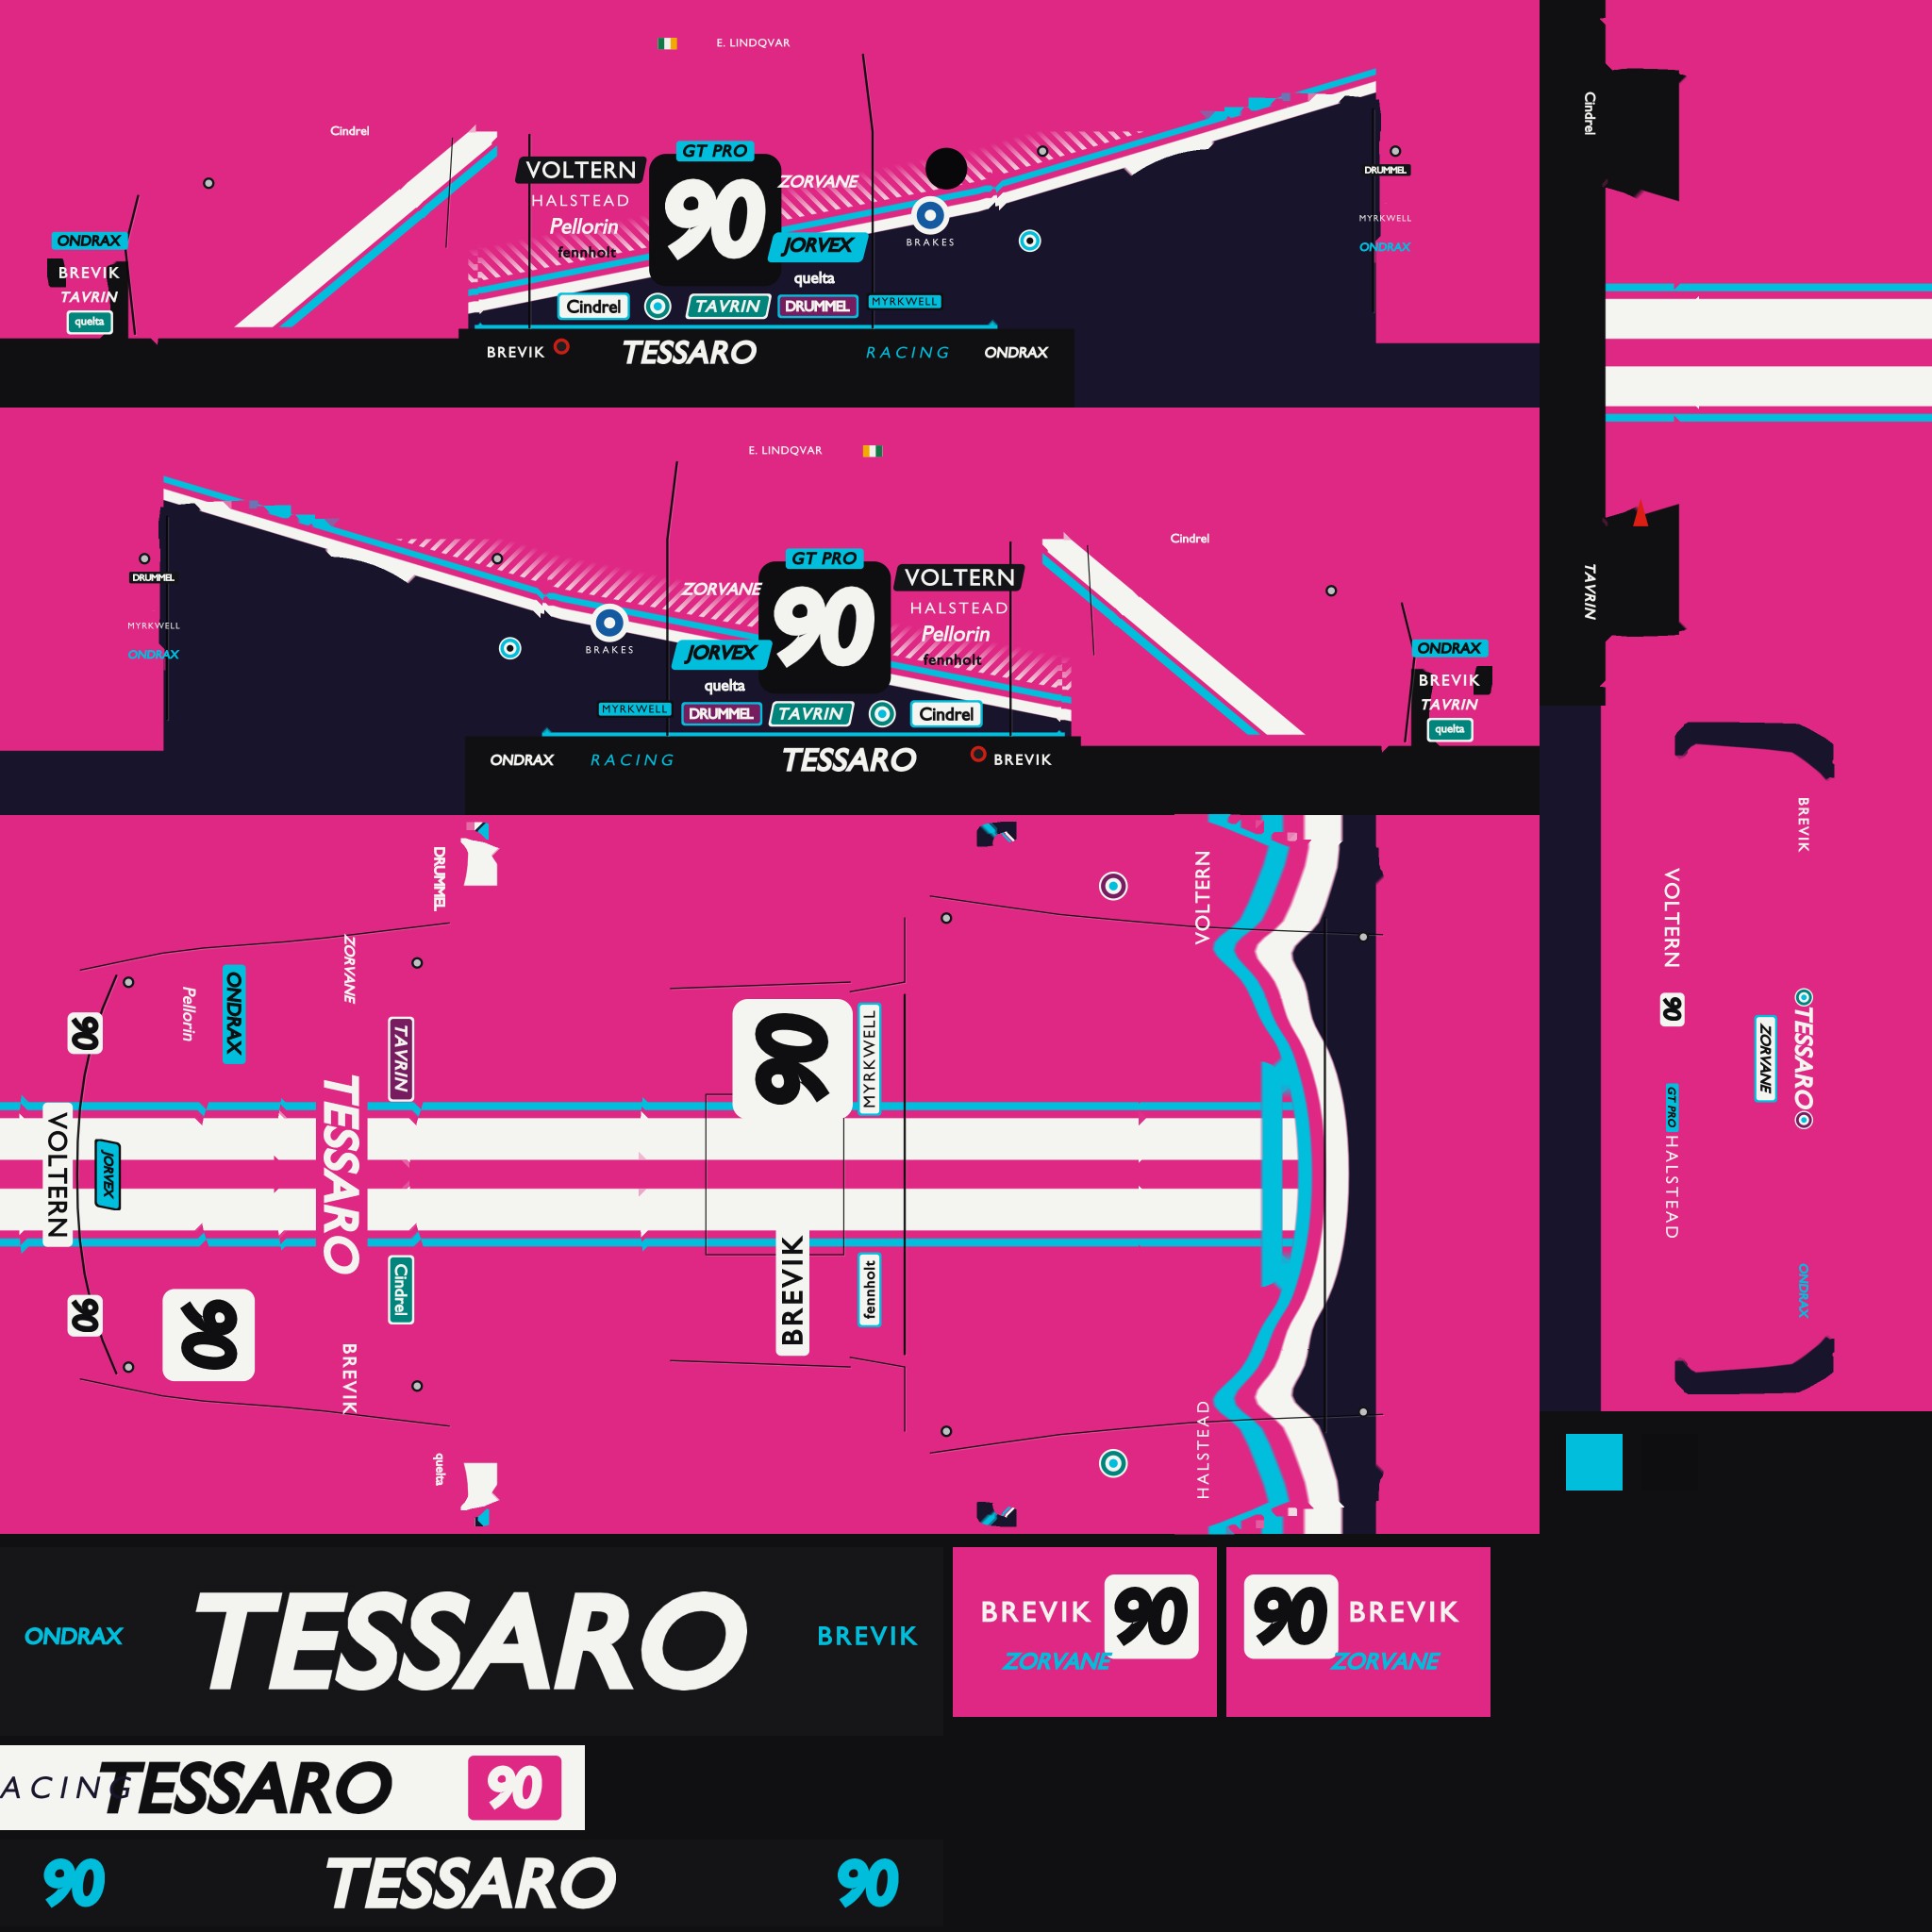 E. LINDQVAR
Cindrel
GT PRO
VOLTERN
90
ZORVANE
HALSTEAD
Pellorin
fennholt
JORVEX
BRAKES
quelta
Cindrel
TAVRIN
DRUMMEL
MYRKWELL
ONDRAX
BREVIK
TAVRIN
quelta
DRUMMEL
MYRKWELL
ONDRAX
BREVIK
TESSARO
RACING
ONDRAX
E. LINDQVAR
Cindrel
GT PRO
ZORVANE
90
VOLTERN
HALSTEAD
Pellorin
fennholt
JORVEX
BRAKES
quelta
MYRKWELL
DRUMMEL
TAVRIN
Cindrel
DRUMMEL
MYRKWELL
ONDRAX
ONDRAX
BREVIK
TAVRIN
quelta
ONDRAX
RACING
TESSARO
BREVIK
Cindrel
TAVRIN
DRUMMEL
ZORVANE
Pellorin
ONDRAX
TAVRIN
90
90
MYRKWELL
VOLTERN
VOLTERN
JORVEX
TESSARO
Cindrel
90
90
BREVIK
BREVIK
fennholt
quelta
HALSTEAD
BREVIK
VOLTERN
90
TESSARO
ZORVANE
GT PRO
HALSTEAD
ONDRAX
ONDRAX
TESSARO
BREVIK
BREVIK
90
ZORVANE
90
BREVIK
ZORVANE
ACING
TESSARO
90
90
TESSARO
90